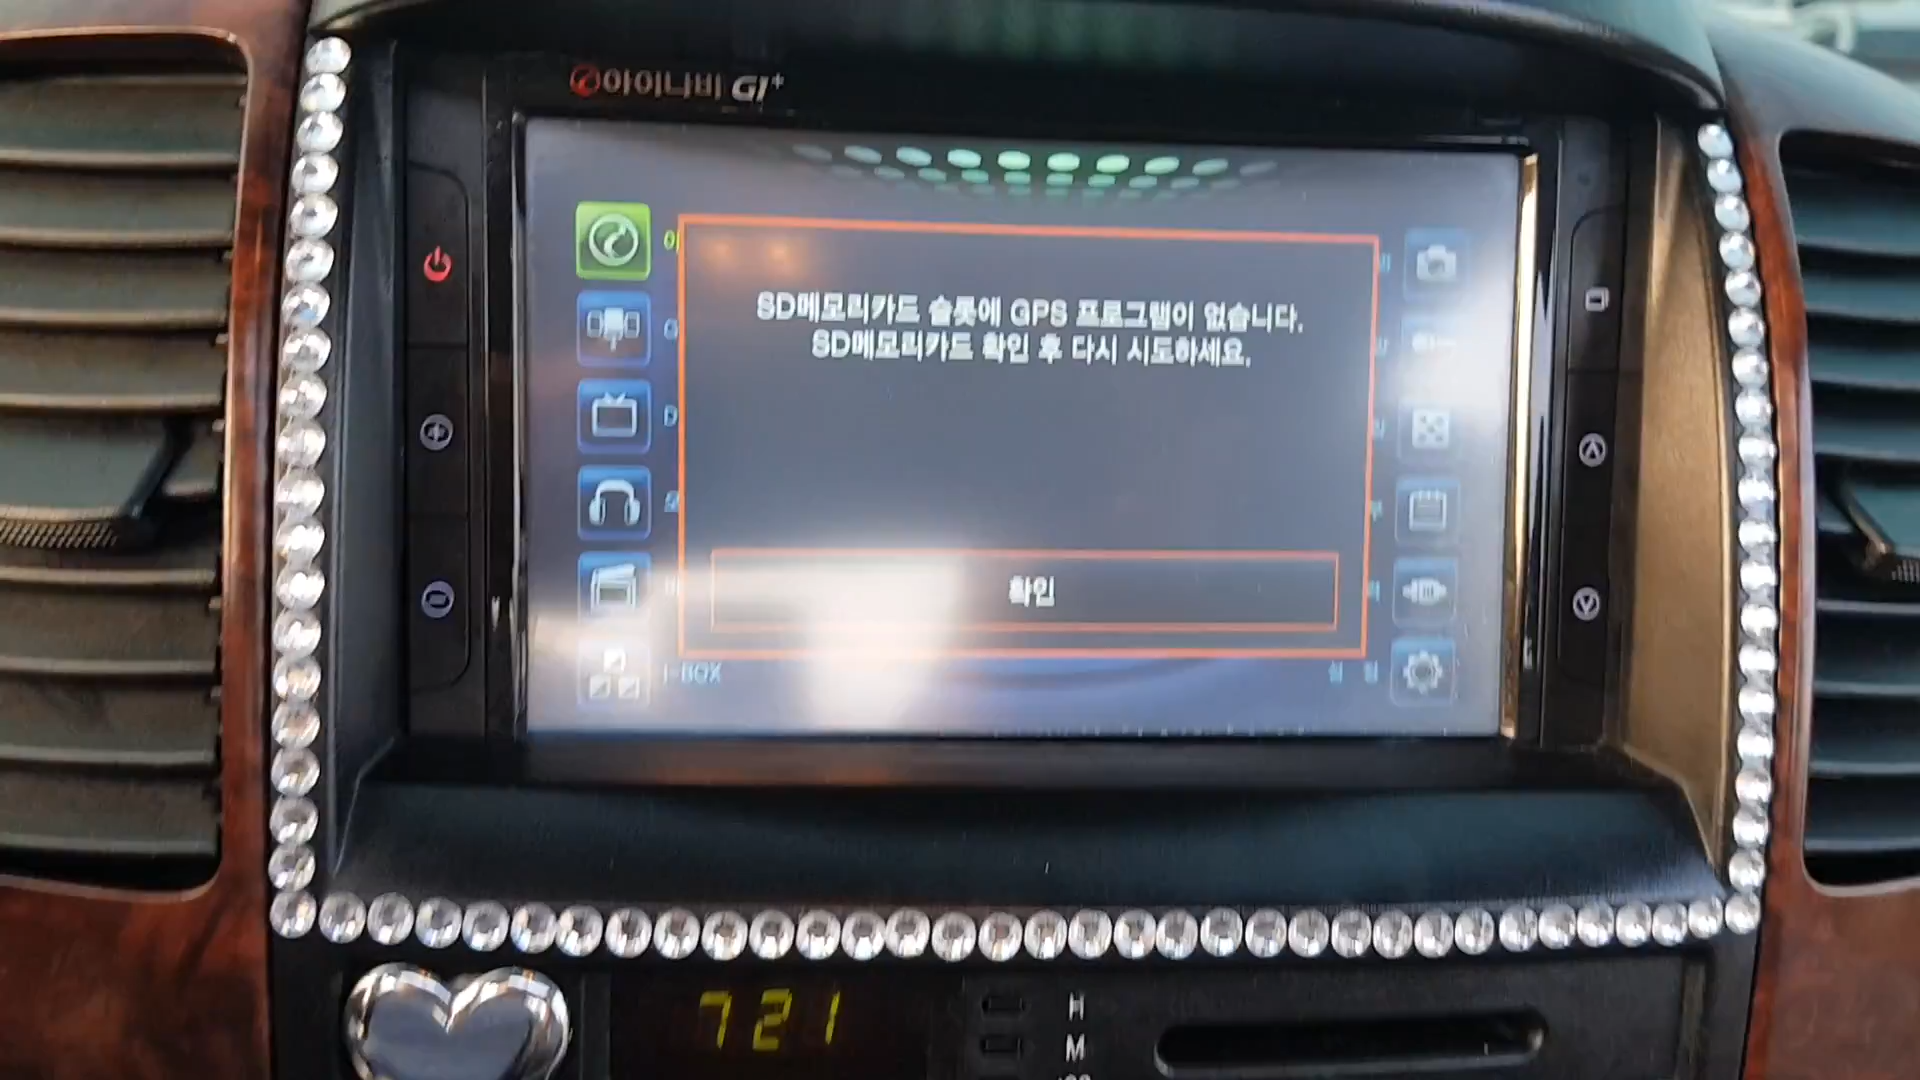 아이나비 G1+
SD메모리카드 슬롯에 GPS 프로그램이 없습니다.
SD메모리카드 확인 후 다시 시도하세요.
확인
i-BOX
721
H
M